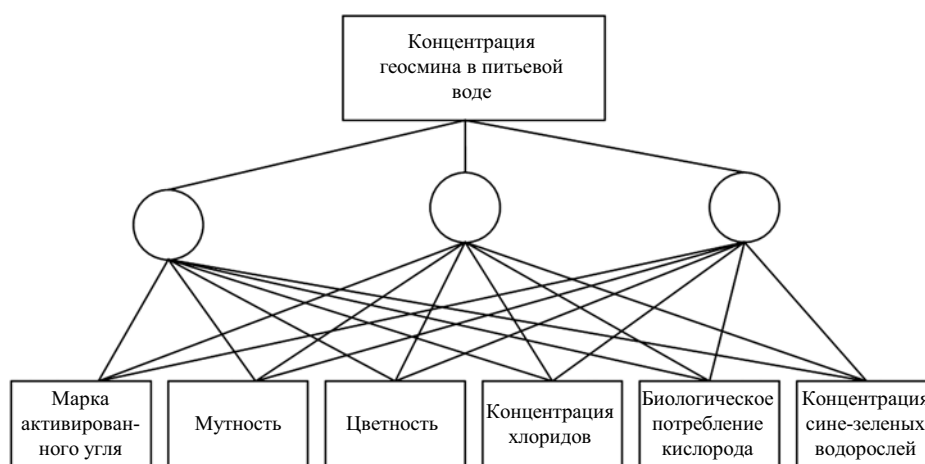 Концентрация
геосмина в питьевой
воде
Марка
активирован-
ного угля
Мутность
Цветность
Концентрация
хлоридов
Биологическое
потребление
кислорода
Концентрация
сине-зеленых
водорослей